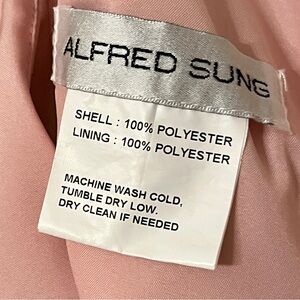 ALFRED SUNG
SHELL : 100% POLYESTER
LINING : 100% POLYESTER
MACHINE WASH COLD,
TUMBLE DRY LOW.
DRY CLEAN IF NEEDED